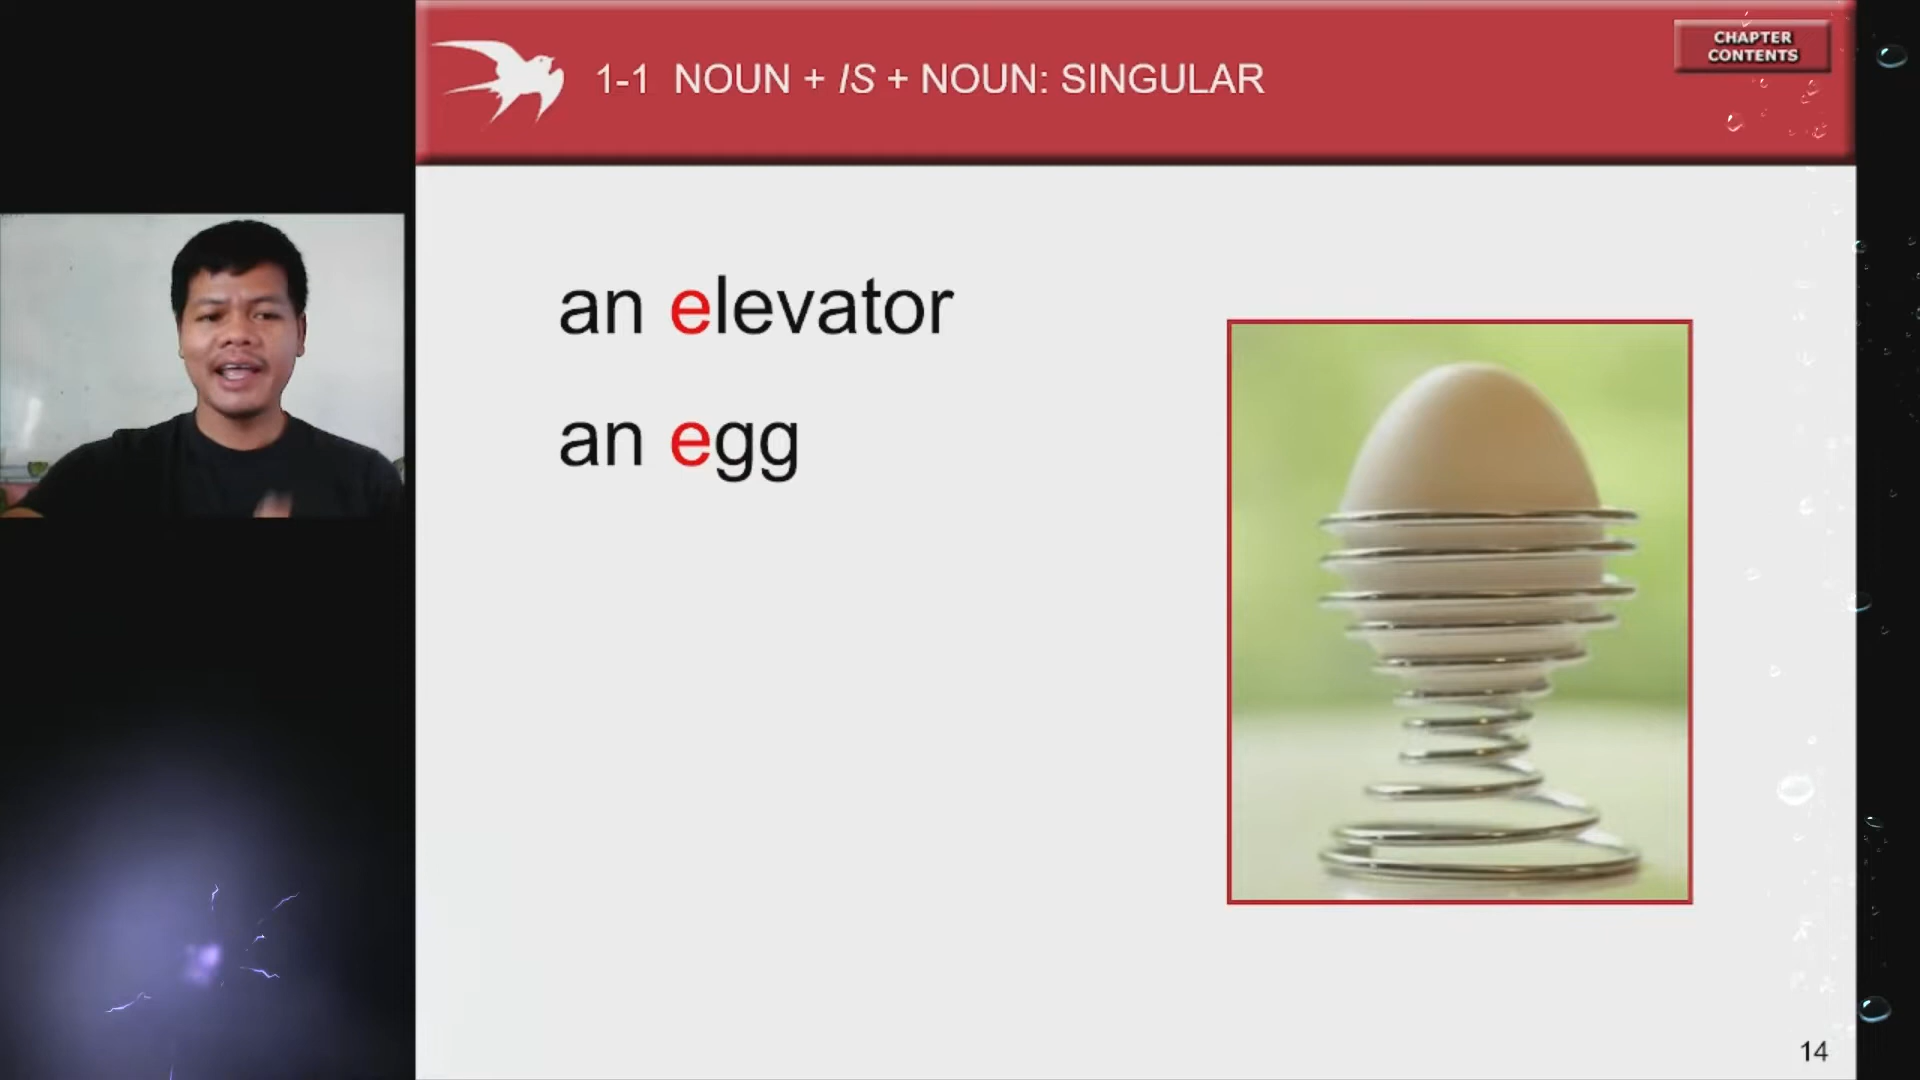 1-1 NOUN + IS + NOUN: SINGULAR
CHAPTER
CONTENTS
an elevator
an egg
14